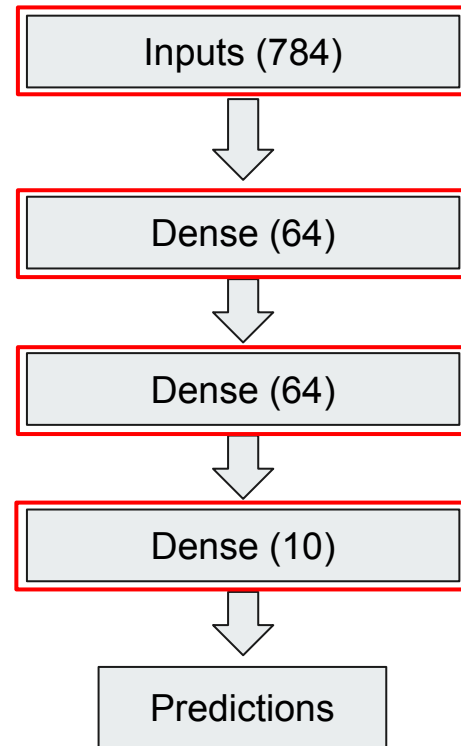 Inputs (784)
Dense (64)
Dense (64)
Dense (10)
Predictions